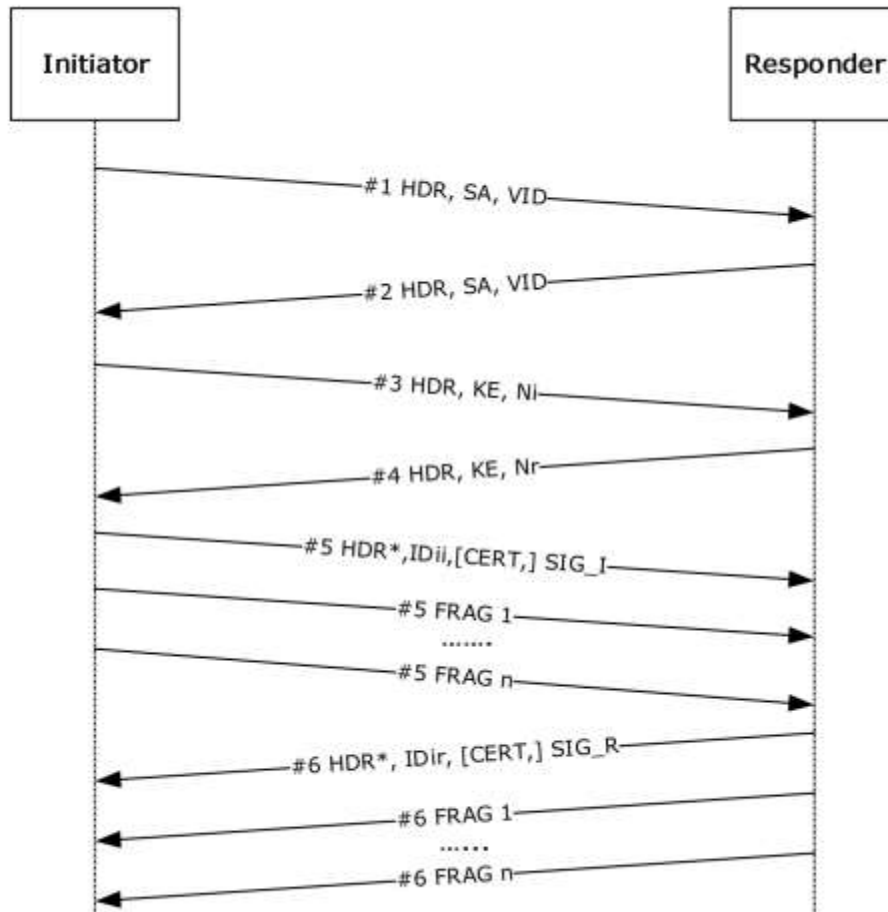 Initiator
Responder
#1 HDR, SA, VID
#2 HDR, SA, VID
#3 HDR, KE, Ni
#4 HDR, KE, Nr
#5 HDR*,IDii,[CERT,] SIG_I
#5 FRAG 1
.......
#5 FRAG n
#6 HDR*, IDir, [CERT,] SIG_R
#6 FRAG 1
......
#6 FRAG n